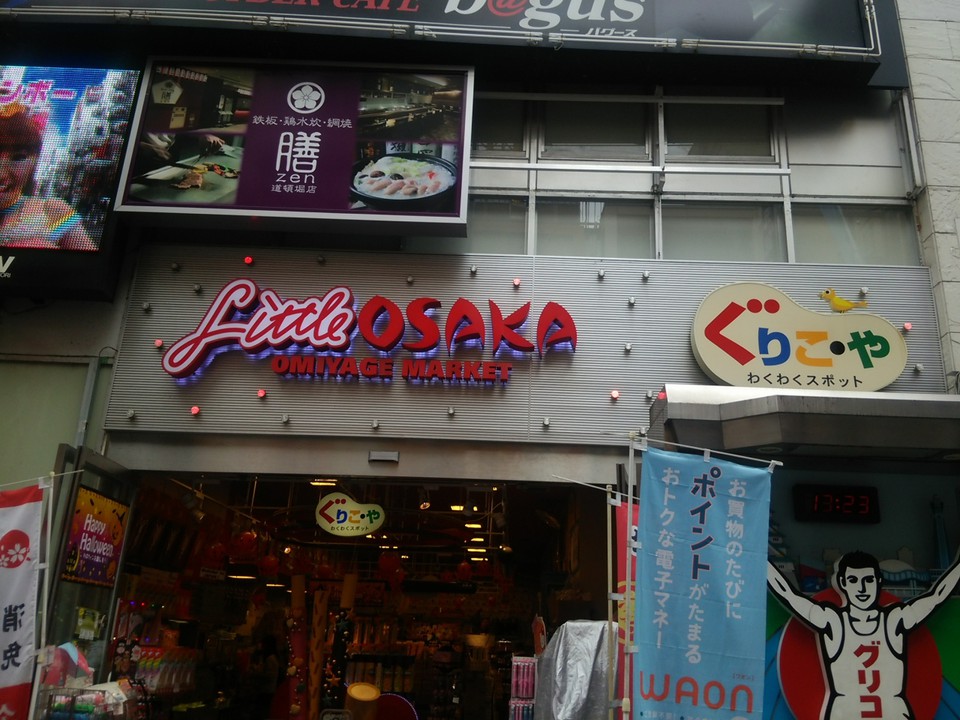 b@gus
バグース
鉄板・鶏水炊・網焼
膳
zen
道頓堀店
Little OSAKA
OMIYAGE MARKET
ぐりこ・や
わくわくスポット
ぐりこ・や
わくわくスポット
Happy
Halloween
消免
お買物のたびに
ポイントがたまる
おトクな電子マネー!
WAON
17:23
グリコ